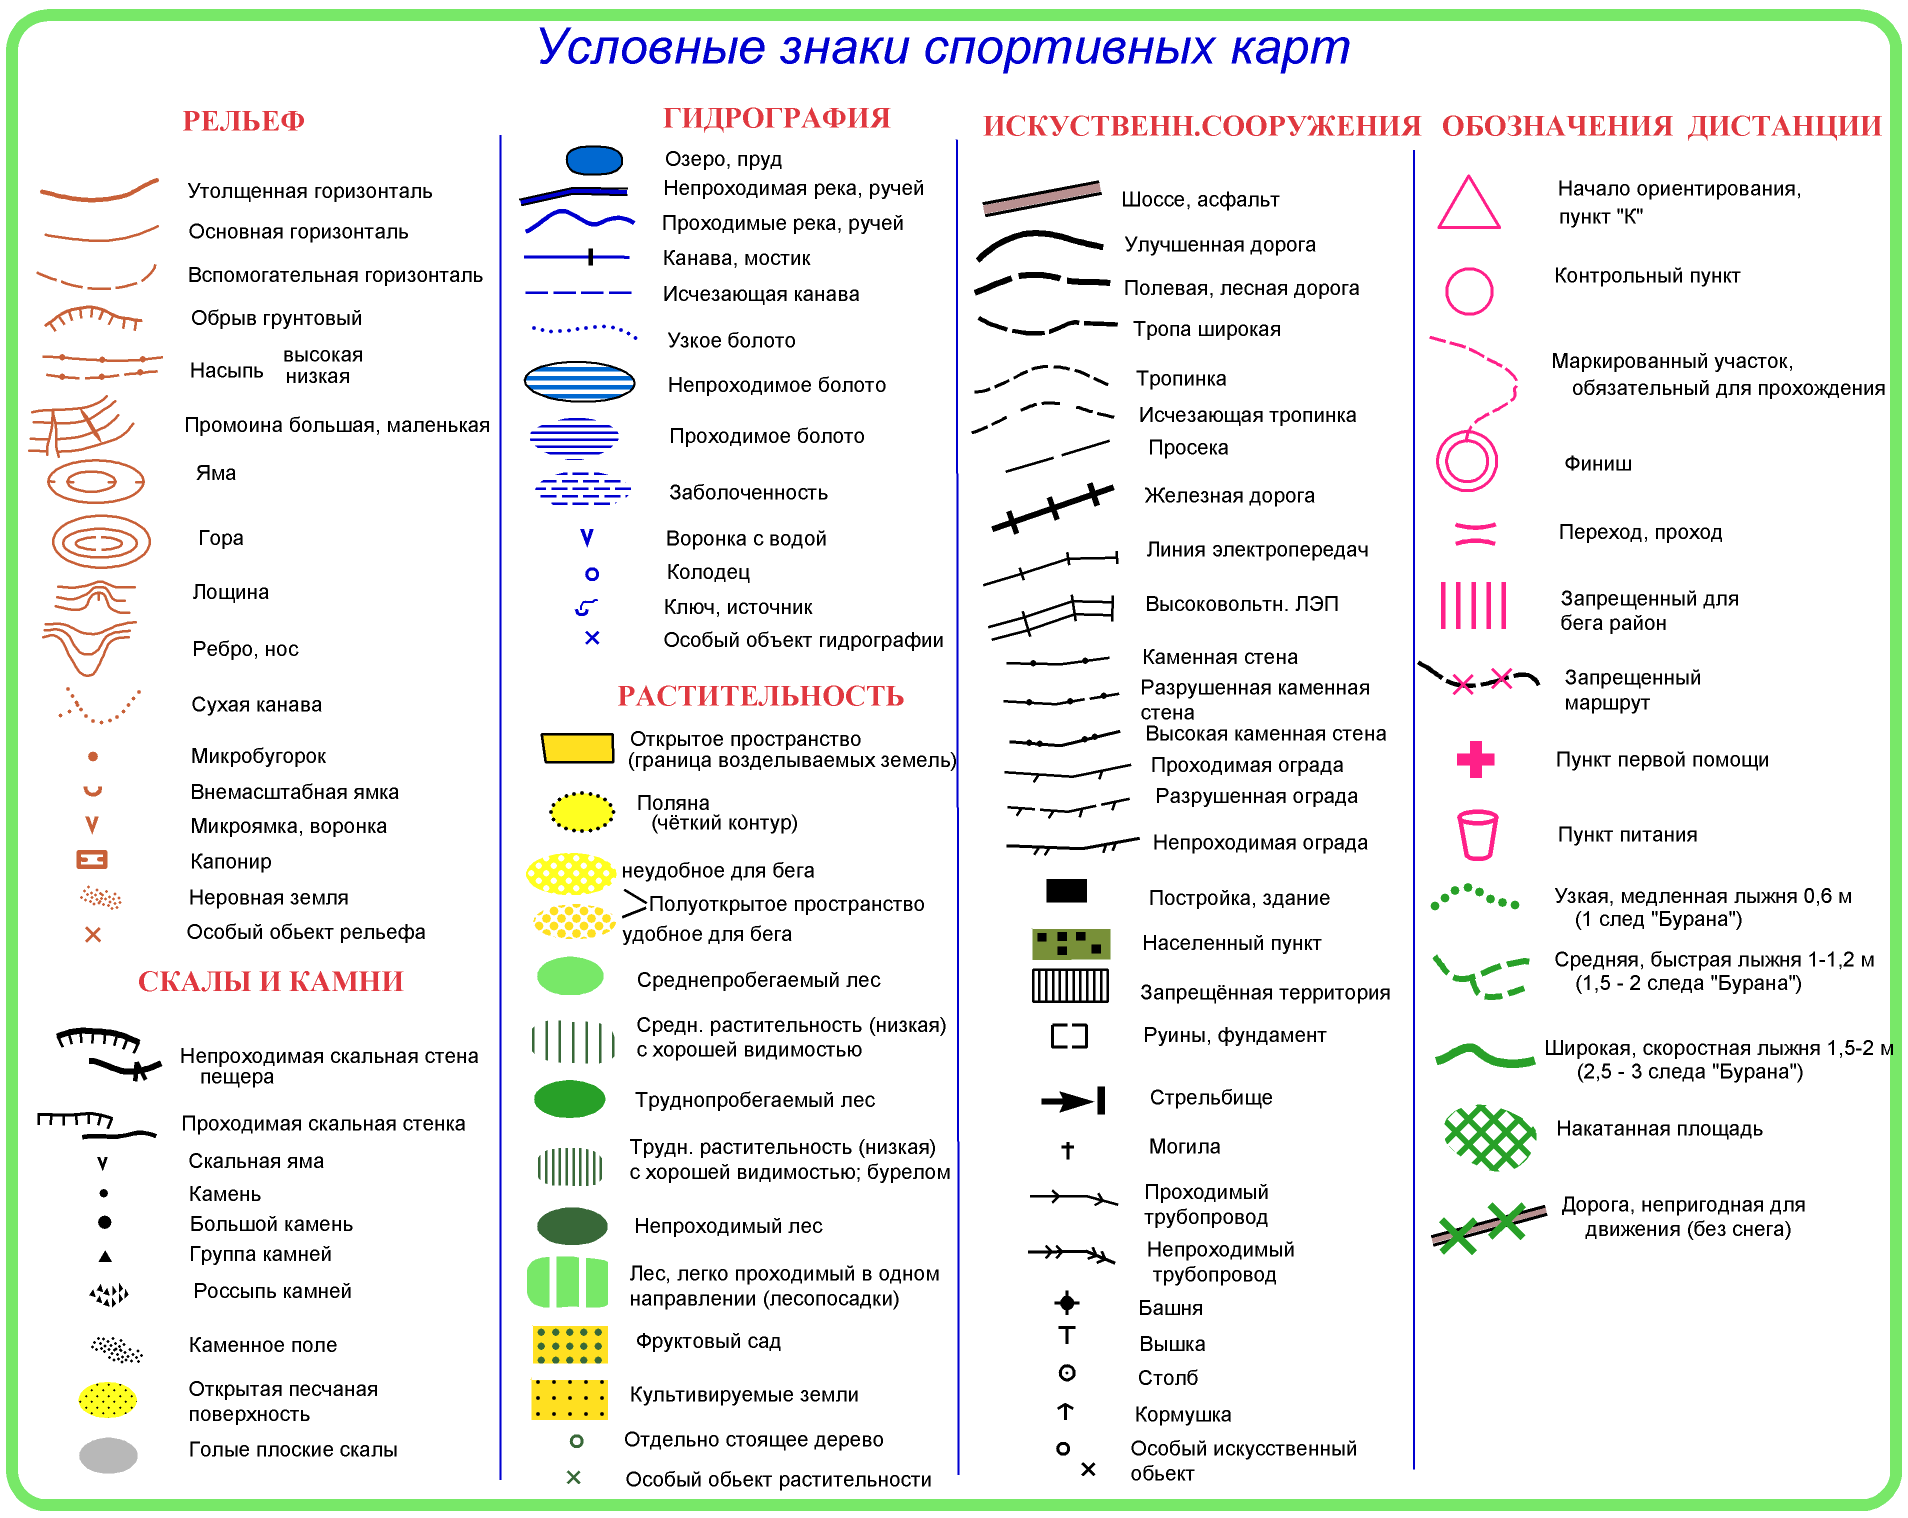 Условные знаки спортивных карт
РЕЛЬЕФ
Утолщенная горизонталь
Основная горизонталь
Вспомогательная горизонталь
Обрыв грунтовый
высокая
Насыпь
низкая
Промоина большая, маленькая
Яма
Гора
Лощина
Ребро, нос
Сухая канава
Микробугорок
Внемасштабная ямка
Микроямка, воронка
Капонир
Неровная земля
Особый обьект рельефа
СКАЛЫ И КАМНИ
Непроходимая скальная стена
пещера
Проходимая скальная стенка
Скальная яма
Камень
Большой камень
Группа камней
Россыпь камней
Каменное поле
Открытая песчаная
поверхность
Голые плоские скалы
ГИДРОГРАФИЯ
Озеро, пруд
Непроходимая река, ручей
Проходимые река, ручей
Канава, мостик
Исчезающая канава
Узкое болото
Непроходимое болото
Проходимое болото
Заболоченность
Воронка с водой
Колодец
Ключ, источник
Особый объект гидрографии
РАСТИТЕЛЬНОСТЬ
Открытое пространство
(граница возделываемых земель)
Поляна
(чёткий контур)
неудобное для бега
Полуоткрытое пространство
удобное для бега
Среднепробегаемый лес
Средн. растительность (низкая)
с хорошей видимостью
Труднопробегаемый лес
Трудн. растительность (низкая)
с хорошей видимостью; бурелом
Непроходимый лес
Лес, легко проходимый в одном
направлении (лесопосадки)
Фруктовый сад
Культивируемые земли
Отдельно стоящее дерево
Особый обьект растительности
ИСКУСТВЕНН.СООРУЖЕНИЯ
Шоссе, асфальт
Улучшенная дорога
Полевая, лесная дорога
Тропа широкая
Тропинка
Исчезающая тропинка
Просека
Железная дорога
Линия электропередач
Высоковольтн. ЛЭП
Каменная стена
Разрушенная каменная
стена
Высокая каменная стена
Проходимая ограда
Разрушенная ограда
Непроходимая ограда
Постройка, здание
Населенный пункт
Запрещённая территория
Руины, фундамент
Стрельбище
Могила
Проходимый
трубопровод
Непроходимый
трубопровод
Башня
Вышка
Столб
Кормушка
Особый искусственный
обьект
ОБОЗНАЧЕНИЯ ДИСТАНЦИИ
Начало ориентирования,
пункт "К"
Контрольный пункт
Маркированный участок,
обязательный для прохождения
Финиш
Переход, проход
Запрещенный для
бега район
Запрещенный
маршрут
Пункт первой помощи
Пункт питания
Узкая, медленная лыжня 0,6 м
(1 след "Бурана")
Средняя, быстрая лыжня 1-1,2 м
(1,5 - 2 следа "Бурана")
Широкая, скоростная лыжня 1,5-2 м
(2,5 - 3 следа "Бурана")
Накатанная площадь
Дорога, непригодная для
движения (без снега)